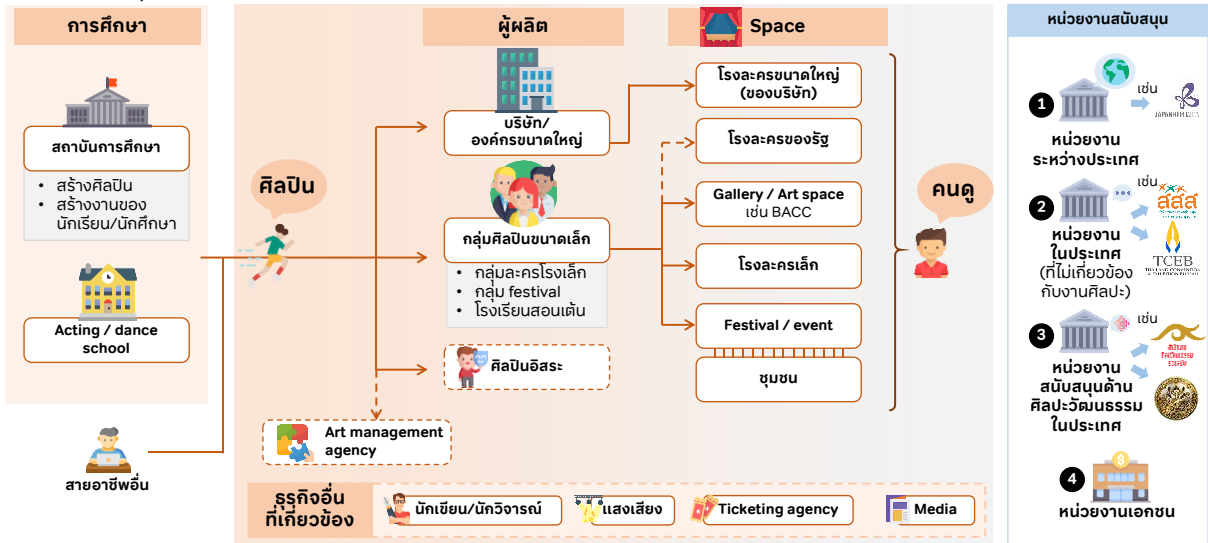 การศึกษา
สถาบันการศึกษา
• สร้างศิลปิน
• สร้างงานของ
นักเรียน/นักศึกษา
Acting / dance
school
สายอาชีพอื่น
ศิลปิน
ผู้ผลิต
บริษัท/
องค์กรขนาดใหญ่
กลุ่มศิลปินขนาดเล็ก
• กลุ่มละครโรงเล็ก
• กลุ่ม festival
• โรงเรียนสอนเต้น
ศิลปินอิสระ
Art management
agency
Space
โรงละครขนาดใหญ่
(ของบริษัท)
โรงละครของรัฐ
Gallery / Art space
เช่น BACC
โรงละครเล็ก
Festival / event
ชุมชน
คนดู
ธุรกิจอื่น
ที่เกี่ยวข้อง
นักเขียน/นักวิจารณ์
แสงเสียง
Ticketing agency
Media
หน่วยงานสนับสนุน
1
เช่น
หน่วยงาน
ระหว่างประเทศ
2
เช่น
สสส
TCEB
THAILAND CONVENTION
& EXHIBITION BUREAU
หน่วยงาน
ในประเทศ
(ที่ไม่เกี่ยวข้อง
กับงานศิลปะ)
3
เช่น
หน่วยงาน
สนับสนุนด้าน
ศิลปะวัฒนธรรม
ในประเทศ
4
หน่วยงานเอกชน